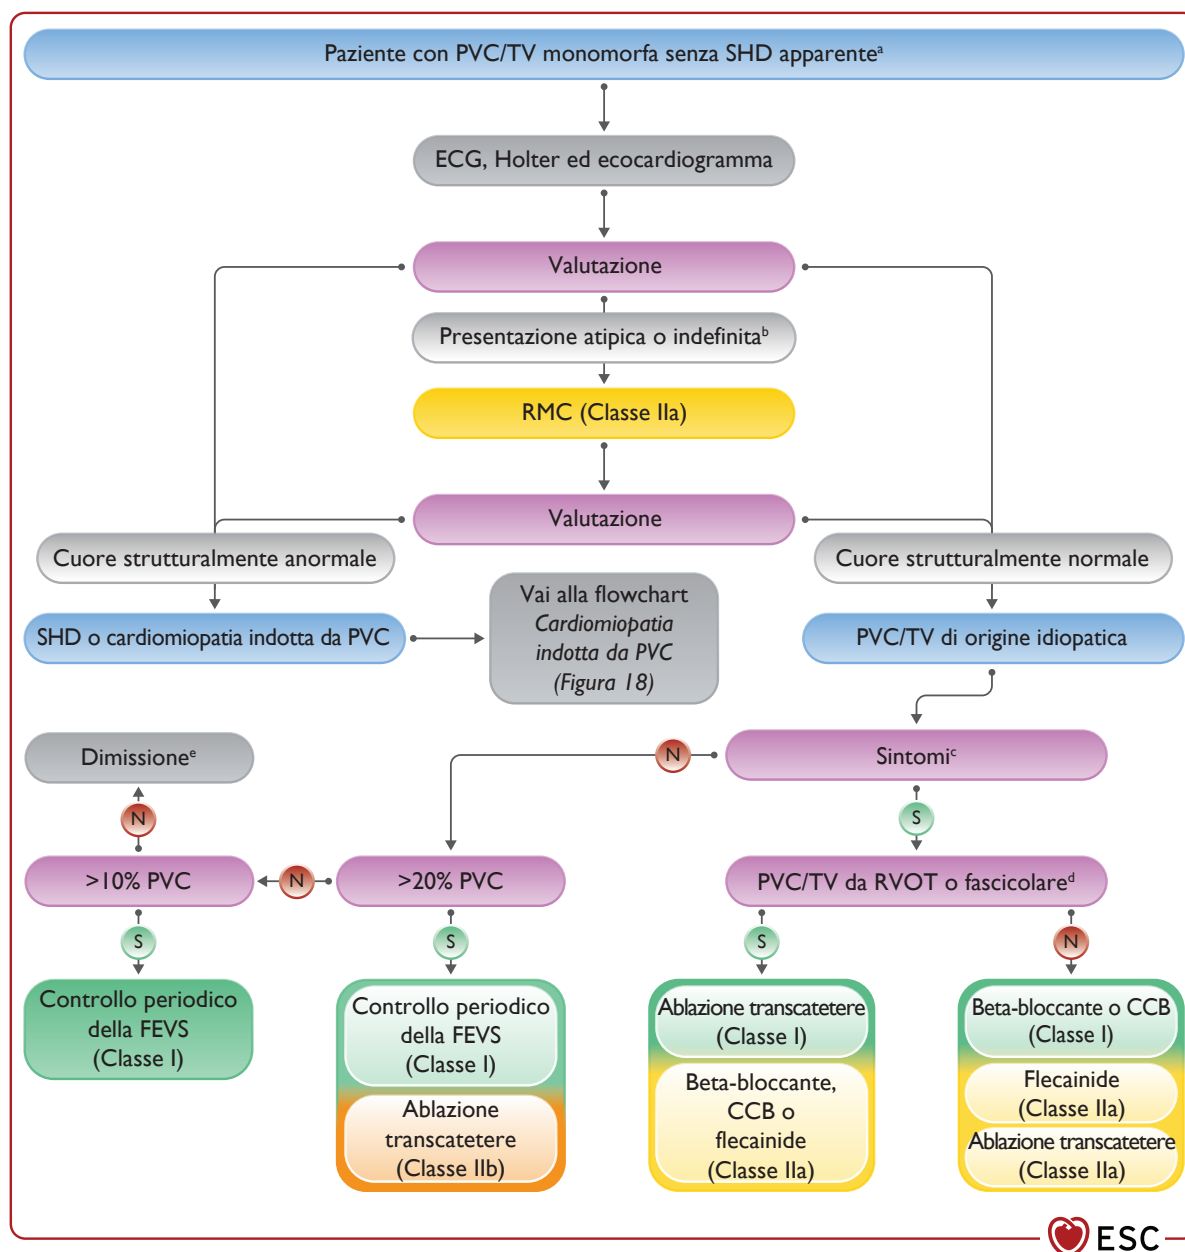 Paziente con PVC/TV monomorfa senza SHD apparenteᵃ
ECG, Holter ed ecocardiogramma
Valutazione
Presentazione atipica o indefinitaᵇ
RMC (Classe IIa)
Valutazione
Cuore strutturalmente anormale
Cuore strutturalmente normale
SHD o cardiomiopatia indotta da PVC
Vai alla flowchart
Cardiomiopatia
indotta da PVC
(Figura 18)
PVC/TV di origine idiopatica
Dimissioneᵉ
N
Sintomiᶜ
N
S
>10% PVC
N
>20% PVC
PVC/TV da RVOT o fascicolareᵈ
S
S
S
N
Controllo periodico
della FEVS
(Classe I)
Controllo periodico
della FEVS
(Classe I)
Ablazione
transcatetere
(Classe IIb)
Ablazione transcatetere
(Classe I)
Beta-bloccante,
CCB o
flecainide
(Classe IIa)
Beta-bloccante o CCB
(Classe I)
Flecainide
(Classe IIa)
Ablazione transcatetere
(Classe IIa)
ESC